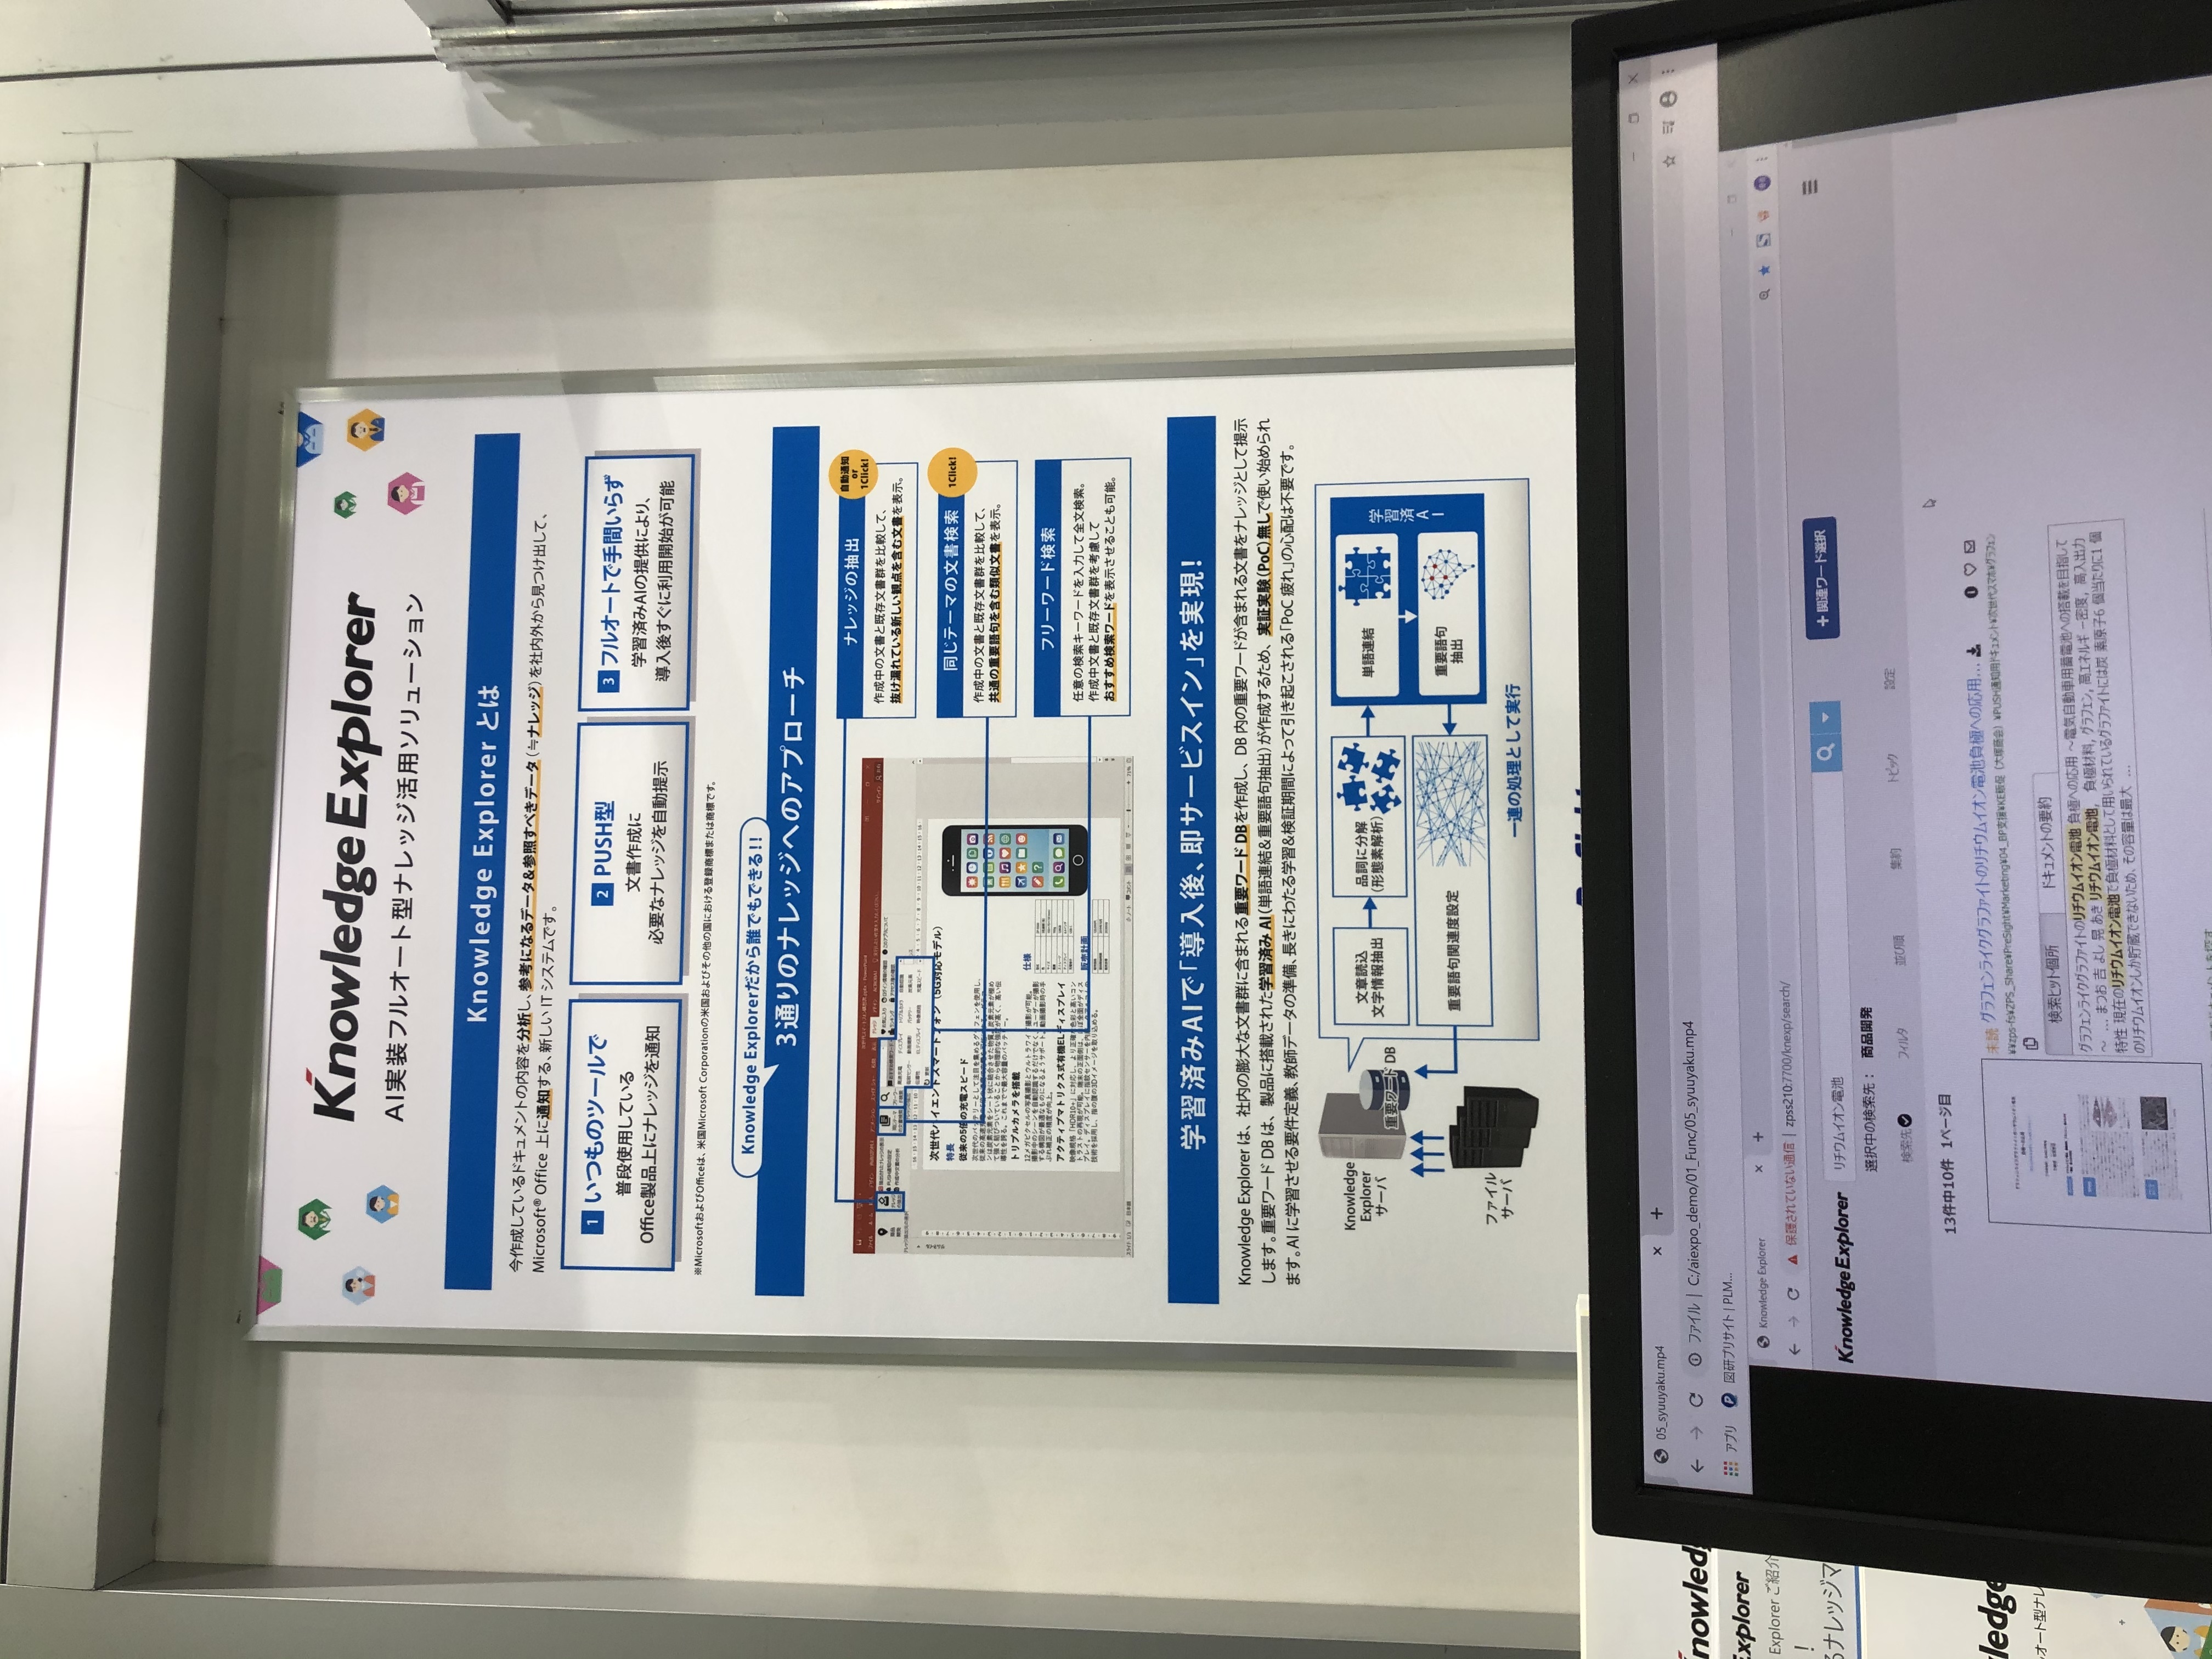 Knowledge Explorer
AI実装フルオート型ナレッジ活用ソリューション
Knowledge Explorer とは
今作成しているドキュメントの内容を分析し、参考になるデータ&参照すべきデータ(≒ナレッジ)を社内外から見つけ出して、
Microsoft® Office 上に通知する、新しい IT システムです。
1 いつものツールで
普段使用している
Office製品上にナレッジを通知
2 PUSH型
文書作成に
必要なナレッジを自動提示
3 フルオートで手間いらず
学習済みAIの提供により、
導入後すぐに利用開始が可能
※MicrosoftおよびOfficeは、米国Microsoft Corporationの米国およびその他の国における登録商標または商標です。
Knowledge Explorerだから誰でもできる!!
3通りのナレッジへのアプローチ
ナレッジの抽出
自動通知
or
1Click!
作成中の文書と既存文書群を比較して、
抜け漏れている新しい観点を含む文書を表示。
同じテーマの文書検索
1Click!
作成中の文書と既存文書群を比較して、
共通の重要語句を含む類似文書を表示。
フリーワード検索
任意の検索キーワードを入力して全文検索。
作成中文書と既存文書群を考慮して
おすすめ検索ワードを表示させることも可能。
次世代ハイエンドスマートフォン(5G対応モデル)
特長
従来の5倍の充電スピード
トリプルカメラを搭載
12メガピクセルの写真撮影とウルトラワイド撮影が可能。
アクティブマトリクス式有機ELディスプレイ
仕様
販売計画
学習済みAIで「導入後、即サービスイン」を実現!
Knowledge Explorer は、社内の膨大な文書群に含まれる重要ワード DBを作成し、DB 内の重要ワードが含まれる文書をナレッジとして提示
します。重要ワード DB は、製品に搭載された学習済み AI(単語連結&重要語句抽出)が作成するため、実証実験(PoC)無しで使い始められ
ます。AI に学習させる要件定義、教師データの準備、長きにわたる学習&検証期間によって引き起こされる「PoC 疲れ」の心配は不要です。
Knowledge
Explorer
サーバ
重要ワード DB
ファイル
サーバ
文章読込
文字情報抽出
品詞に分解
(形態素解析)
単語連結
学習済AI
重要語句
抽出
重要語句関連度設定
一連の処理として実行
05_syuuyaku.mp4
ファイル | C:/aiexpo_demo/01_Func/05_syuuyaku.mp4
アプリ 図研プリサイト | PLM...
Knowledge Explorer
保護されていない通信 | zpss210:7700/knexp/search/
Knowledge Explorer
リチウムイオン電池
+ 関連ワード選択
選択中の検索先: 商品開発
検索先 フィルタ 並び順 集約 トピック 設定
13件中10件 1ページ目
未読 グラフェンライクグラファイトのリチウムイオン電池負極への応用...
¥¥zps-fs¥ZPS_Share¥PreSight¥Marketing¥04_BP支援¥KE販促(大塚商会)¥PUSH通知用ドキュメント¥次世代スマホ¥グラフェン
検索ヒット個所 ドキュメントの要約
グラフェンライクグラファイトのリチウムイオン電池 負極への応用 ～電気自動車用蓄電池への搭載を目指して
～ ... まつお 吉 よし 晃 あき リチウムイオン電池, 負極材料, グラフェン, 高エネルギ ー密度, 高入出力
特性 現在のリチウムイオン電池で負極材料として用いられているグラファイトには炭 素原子6 個当たりに1 個
のリチウムイオンしか貯蔵できないため、その容量は最大 ...
Explorer
Explorer ご紹介